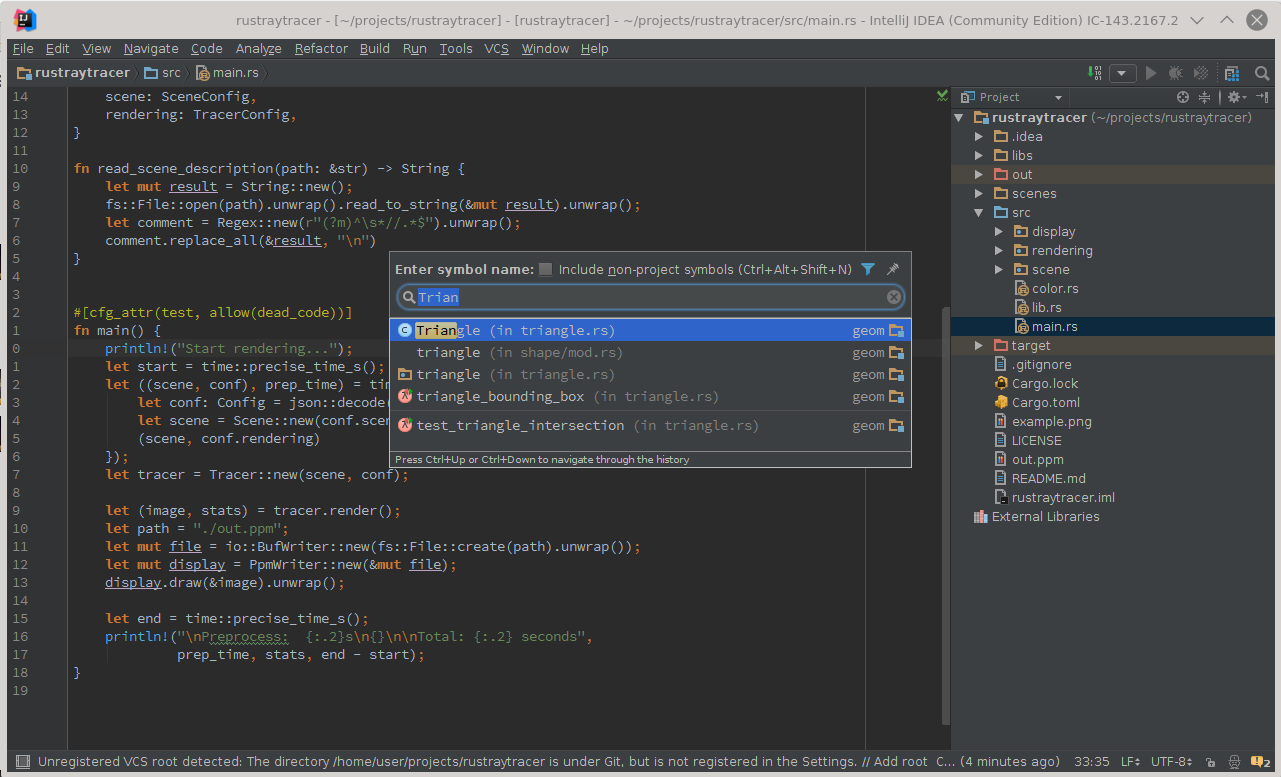 rustraytracer - [~/projects/rustraytracer] - [rustraytracer] - ~/projects/rustraytracer/src/main.rs - IntelliJ IDEA (Community Edition) IC-143.2167.2
File Edit View Navigate Code Analyze Refactor Build Run Tools VCS Window Help
rustraytracer src main.rs
14 scene: SceneConfig,
13 rendering: TracerConfig,
12 }
11
10 fn read_scene_description(path: &str) -> String {
9 let mut result = String::new();
8 fs::File::open(path).unwrap().read_to_string(&mut result).unwrap();
7 let comment = Regex::new(r"(?m)^\s*//.*$").unwrap();
6 comment.replace_all(&result, "\n")
5 }
4
3
2 #[cfg_attr(test, allow(dead_code))]
1 fn main() {
0 println!("Start rendering...");
1 let start = time::precise_time_s();
2 let ((scene, conf), prep_time) = tim
3 let conf: Config = json::decode(
4 let scene = Scene::new(conf.scen
5 (scene, conf.rendering)
6 });
7 let tracer = Tracer::new(scene, conf);
8
9 let (image, stats) = tracer.render();
10 let path = "./out.ppm";
11 let mut file = io::BufWriter::new(fs::File::create(path).unwrap());
12 let mut display = PpmWriter::new(&mut file);
13 display.draw(&image).unwrap();
14
15 let end = time::precise_time_s();
16 println!("\nPreprocess:  {:.2}s\n{}\n\nTotal: {:.2} seconds",
17 prep_time, stats, end - start);
18 }
19
Enter symbol name: Include non-project symbols (Ctrl+Alt+Shift+N)
Trian
Triangle (in triangle.rs) geom
triangle (in shape/mod.rs) geom
triangle (in triangle.rs) geom
triangle_bounding_box (in triangle.rs) geom
test_triangle_intersection (in triangle.rs) geom
Press Ctrl+Up or Ctrl+Down to navigate through the history
Project
rustraytracer (~/projects/rustraytracer)
.idea
libs
out
scenes
src
display
rendering
scene
color.rs
lib.rs
main.rs
target
.gitignore
Cargo.lock
Cargo.toml
example.png
LICENSE
out.ppm
README.md
rustraytracer.iml
External Libraries
Unregistered VCS root detected: The directory /home/user/projects/rustraytracer is under Git, but is not registered in the Settings. // Add root C... (4 minutes ago) 33:35 LF UTF-8 2